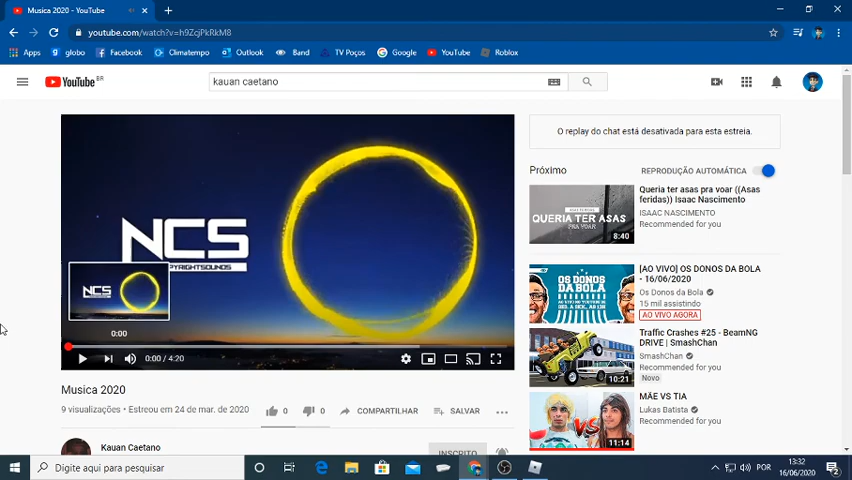 Musica 2020 - YouTube
youtube.com/watch?v=h9ZcjPkRkM8
Apps globo Facebook Climatempo Outlook Band TV Poços Google YouTube Roblox
YouTube BR
kauan caetano
NCS
PYRIGHTSOUNDS
NCS
0:00
0:00 / 4:20
Musica 2020
9 visualizações • Estreou em 24 de mar. de 2020
0 0 COMPARTILHAR SALVAR
Kauan Caetano
INSCRITO
O replay do chat está desativada para esta estreia.
Próximo REPRODUÇÃO AUTOMÁTICA
QUERIA TER ASAS
PRA VOAR
8:40
Queria ter asas pra voar ((Asas
feridas)) Isaac Nascimento
ISAAC NASCIMENTO
Recommended for you
OS DONOS
DA BOLA
[AO VIVO] OS DONOS DA BOLA
- 16/06/2020
Os Donos da Bola
15 mil assistindo
AO VIVO AGORA
10:21
Traffic Crashes #25 - BeamNG
DRIVE | SmashChan
SmashChan
Novo
VS
11:14
MÃE VS TIA
Lukas Batista
Recommended for you
Digite aqui para pesquisar
POR
13:32
16/06/2020
2